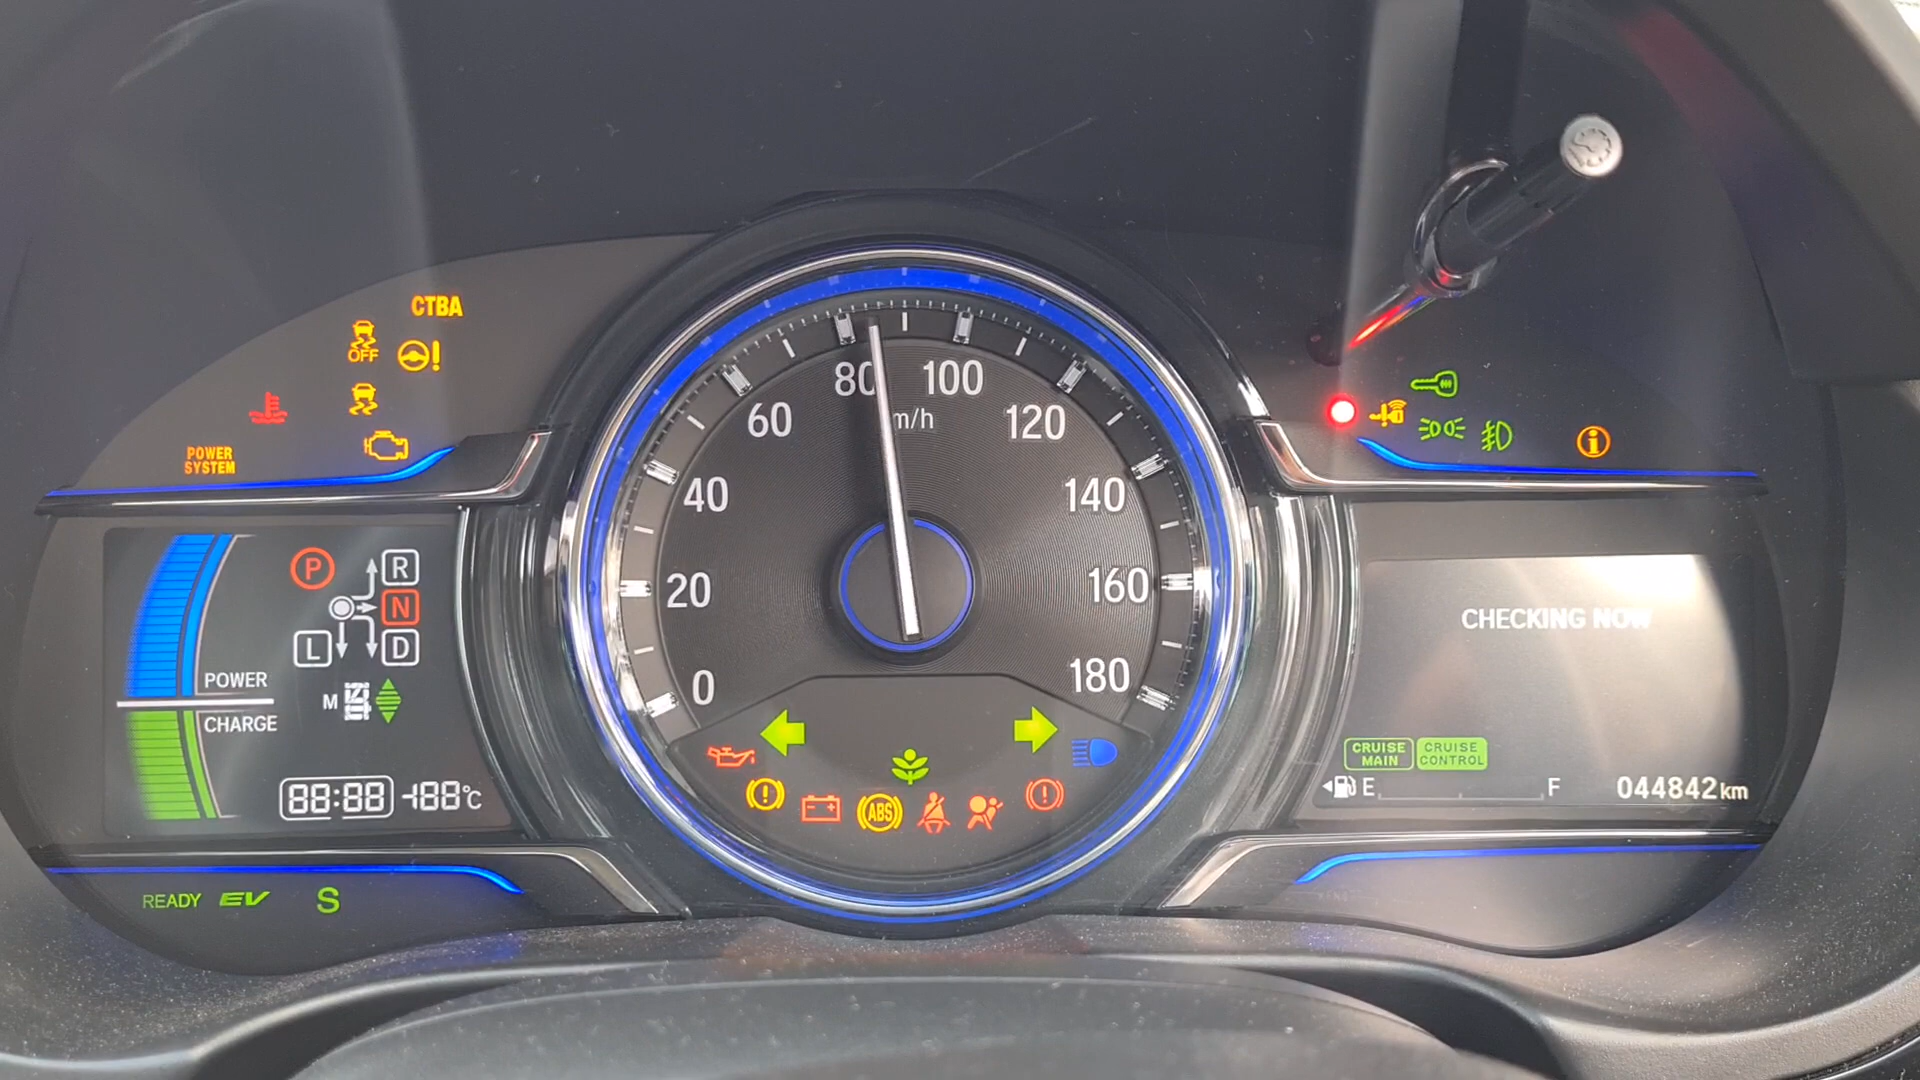 CTBA
OFF
!
POWER
SYSTEM
80 100
60 120
m/h
40 140
20 160
0 180
P R
N
L D
POWER
M
CHARGE
88:88 -188°C
READY EV S
! ABS !
i
CHECKING NOW
CRUISE
MAIN
CRUISE
CONTROL
E F 044842km